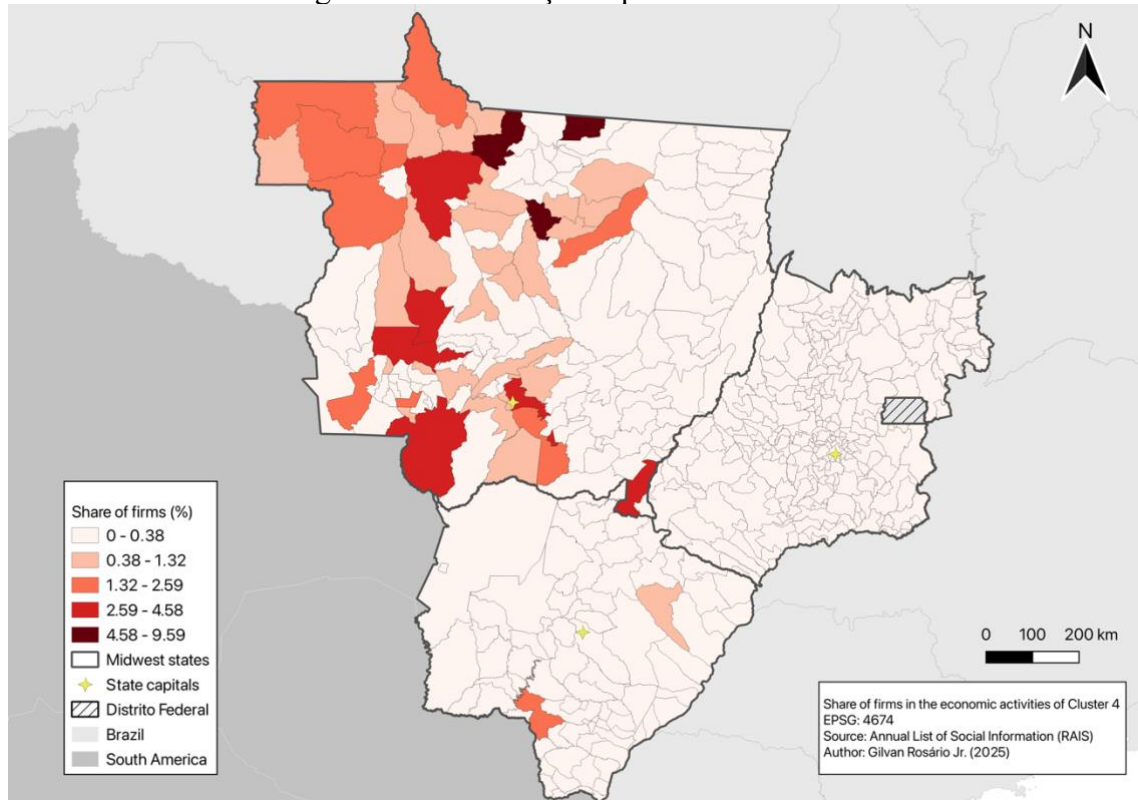 N
Share of firms (%)
0 - 0.38
0.38 - 1.32
1.32 - 2.59
2.59 - 4.58
4.58 - 9.59
Midwest states
State capitals
Distrito Federal
Brazil
South America
0 100 200 km
Share of firms in the economic activities of Cluster 4
EPSG: 4674
Source: Annual List of Social Information (RAIS)
Author: Gilvan Rosário Jr. (2025)